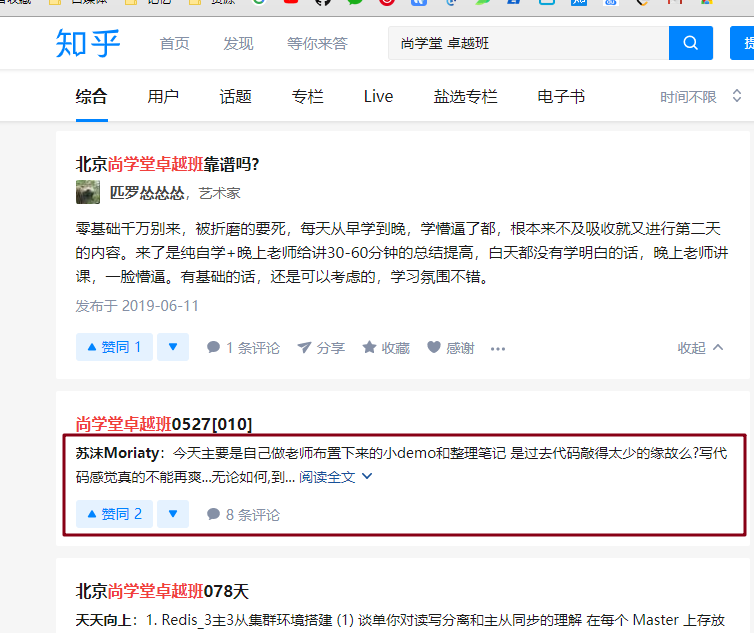 知乎 首页 发现 等你来答 尚学堂 卓越班
综合 用户 话题 专栏 Live 盐选专栏 电子书 时间不限
北京尚学堂卓越班靠谱吗?
匹罗怂怂怂，艺术家
零基础千万别来，被折磨的要死，每天从早学到晚，学懵逼了都，根本来不及吸收就又进行第二天
的内容。来了是纯自学+晚上老师给讲30-60分钟的总结提高，白天都没有学明白的话，晚上老师讲
课，一脸懵逼。有基础的话，还是可以考虑的，学习氛围不错。
发布于 2019-06-11
赞同 1 1 条评论 分享 收藏 感谢 收起
尚学堂卓越班0527[010]
苏沫Moriaty：今天主要是自己做老师布置下来的小demo和整理笔记 是过去代码敲得太少的缘故么?写代
码感觉真的不能再爽...无论如何,到... 阅读全文
赞同 2 8 条评论
北京尚学堂卓越班078天
天天向上：1. Redis_3主3从集群环境搭建 (1) 谈单你对读写分离和主从同步的理解 在每个 Master 上存放